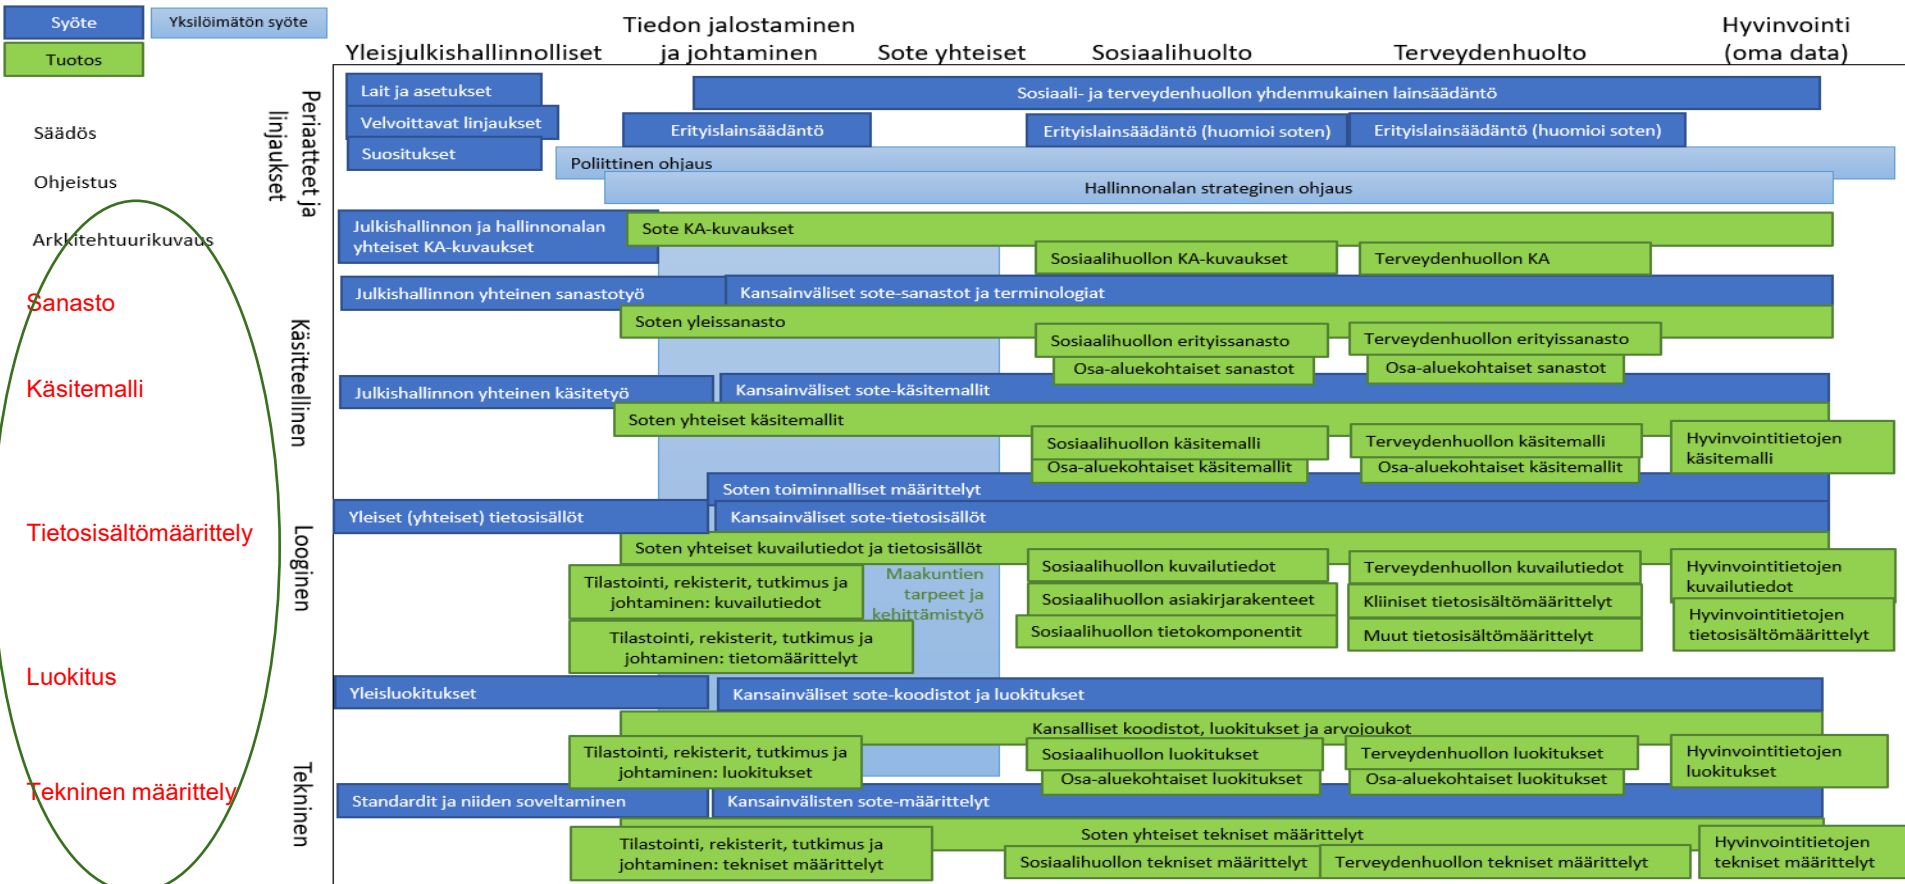 Syöte
Yksilöimätön syöte
Tuotos
Yleisjulkishallinnolliset
Tiedon jalostaminen
ja johtaminen
Sote yhteiset
Sosiaalihuolto
Terveydenhuolto
Hyvinvointi
(oma data)
Periaatteet ja
linjaukset
Säädös
Ohjeistus
Arkkitehtuurikuvaus
Lait ja asetukset
Velvoittavat linjaukset
Suositukset
Sosiaali- ja terveydenhuollon yhdenmukainen lainsäädäntö
Erityislainsäädäntö
Erityislainsäädäntö (huomioi soten)
Erityislainsäädäntö (huomioi soten)
Poliittinen ohjaus
Hallinnonalan strateginen ohjaus
Julkishallinnon ja hallinnonalan
yhteiset KA-kuvaukset
Sote KA-kuvaukset
Sosiaalihuollon KA-kuvaukset
Terveydenhuollon KA
Sanasto
Käsitteellinen
Julkishallinnon yhteinen sanastotyö
Kansainväliset sote-sanastot ja terminologiat
Soten yleissanasto
Sosiaalihuollon erityissanasto
Terveydenhuollon erityissanasto
Osa-aluekohtaiset sanastot
Osa-aluekohtaiset sanastot
Käsitemalli
Julkishallinnon yhteinen käsitetyö
Kansainväliset sote-käsitemallit
Soten yhteiset käsitemallit
Sosiaalihuollon käsitemalli
Terveydenhuollon käsitemalli
Hyvinvointitietojen
käsitemalli
Osa-aluekohtaiset käsitemallit
Osa-aluekohtaiset käsitemallit
Soten toiminnalliset määrittelyt
Tietosisältömäärittely
Looginen
Yleiset (yhteiset) tietosisällöt
Kansainväliset sote-tietosisällöt
Soten yhteiset kuvailutiedot ja tietosisällöt
Tilastointi, rekisterit, tutkimus ja
johtaminen: kuvailutiedot
Maakuntien
tarpeet ja
kehittämistyö
Sosiaalihuollon kuvailutiedot
Terveydenhuollon kuvailutiedot
Hyvinvointitietojen
kuvailutiedot
Sosiaalihuollon asiakirjarakenteet
Kliiniset tietosisältömäärittelyt
Hyvinvointitietojen
tietosisältömäärittelyt
Tilastointi, rekisterit, tutkimus ja
johtaminen: tietomäärittelyt
Sosiaalihuollon tietokomponentit
Muut tietosisältömäärittelyt
Luokitus
Yleisluokitukset
Kansainväliset sote-koodistot ja luokitukset
Kansalliset koodistot, luokitukset ja arvojoukot
Tilastointi, rekisterit, tutkimus ja
johtaminen: luokitukset
Sosiaalihuollon luokitukset
Terveydenhuollon luokitukset
Hyvinvointitietojen
luokitukset
Osa-aluekohtaiset luokitukset
Osa-aluekohtaiset luokitukset
Tekninen määrittely
Tekninen
Standardit ja niiden soveltaminen
Kansainvälisten sote-määrittelyt
Soten yhteiset tekniset määrittelyt
Tilastointi, rekisterit, tutkimus ja
johtaminen: tekniset määrittelyt
Sosiaalihuollon tekniset määrittelyt
Terveydenhuollon tekniset määrittelyt
Hyvinvointitietojen
tekniset määrittelyt